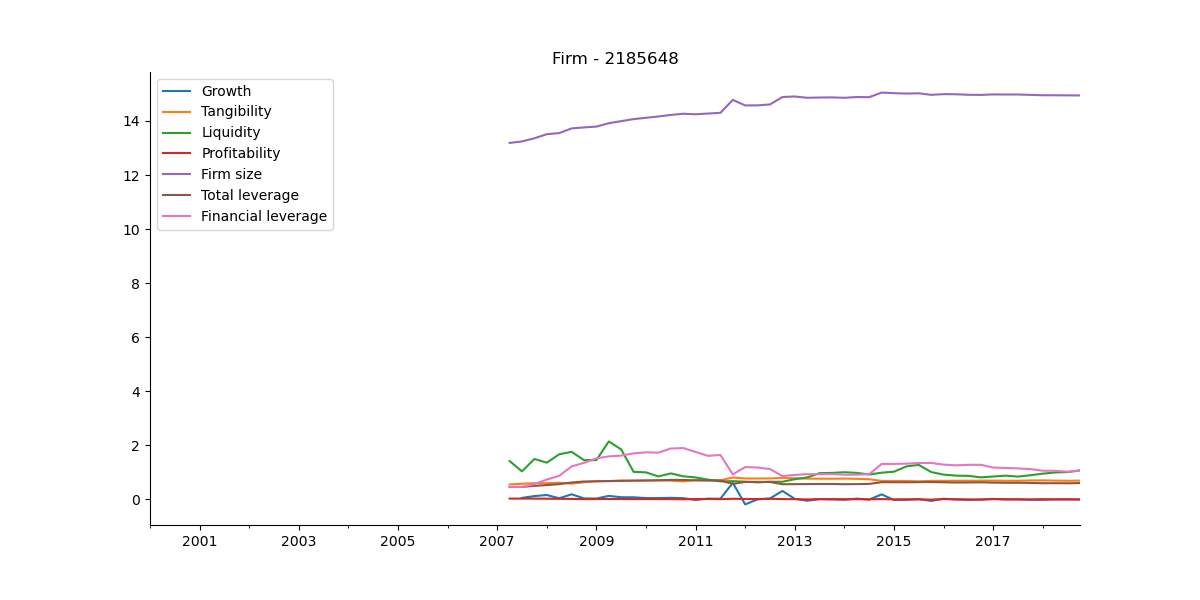 Firm - 2185648
Growth
Tangibility
Liquidity
Profitability
Firm size
Total leverage
Financial leverage
14
12
10
8
6
4
2
0
2001 2003 2005 2007 2009 2011 2013 2015 2017